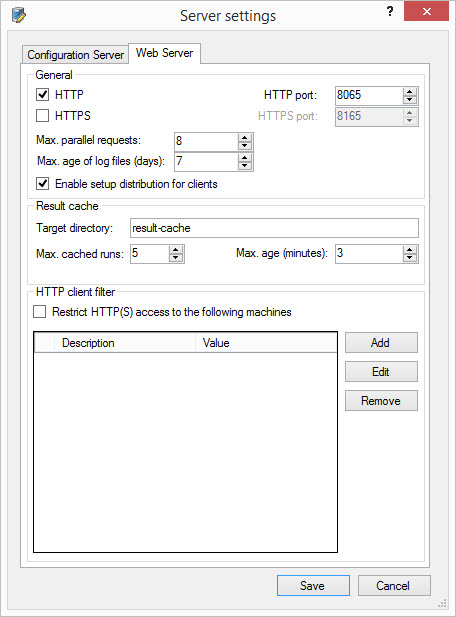 Server settings ?
Configuration Server Web Server
General
HTTP HTTP port: 8065
HTTPS HTTPS port: 8165
Max. parallel requests: 8
Max. age of log files (days): 7
Enable setup distribution for clients
Result cache
Target directory: result-cache
Max. cached runs: 5 Max. age (minutes): 3
HTTP client filter
Restrict HTTP(S) access to the following machines
Description Value
Add
Edit
Remove
Save Cancel